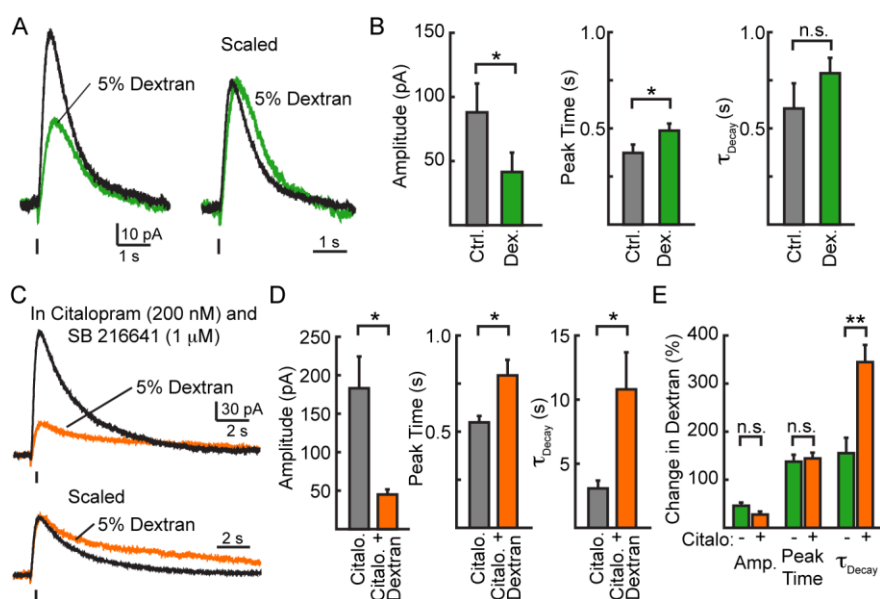 A
5% Dextran
10 pA
1 s
Scaled
5% Dextran
1 s
B
Amplitude (pA)
150
100
50
*
Ctrl.
Dex.
Peak Time (s)
1
0.5
*
Ctrl.
Dex.
τDecay (s)
1
0.5
n.s.
Ctrl.
Dex.
C
In Citalopram (200 nM) and
SB 216641 (1 μM)
5% Dextran
30 pA
2 s
Scaled
5% Dextran
2 s
D
Amplitude (pA)
250
200
150
100
50
*
Citalo.
Citalo. +
Dextran
Peak Time (s)
1
0.5
*
Citalo.
Citalo. +
Dextran
τDecay (s)
15
10
5
*
Citalo.
Citalo. +
Dextran
E
Change in Dextran (%)
400
300
200
100
n.s.
n.s.
**
Citalo: - + - + - +
Amp.
Peak
Time
τDecay